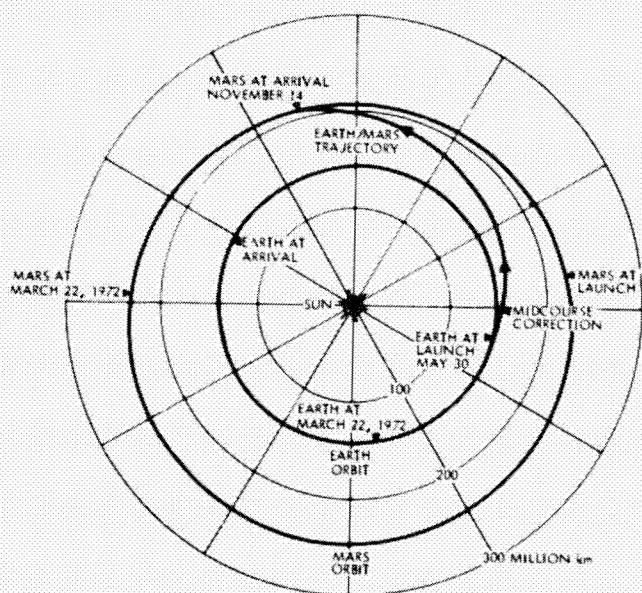 MARS AT ARRIVAL
NOVEMBER 14
EARTH/MARS
TRAJECTORY
EARTH AT
ARRIVAL
MARS AT
MARCH 22, 1972
SUN
MARS AT
LAUNCH
MIDCOURSE
CORRECTION
EARTH AT
LAUNCH
MAY 30
100
EARTH AT
MARCH 22, 1972
EARTH
ORBIT
200
MARS
ORBIT
300 MILLION km